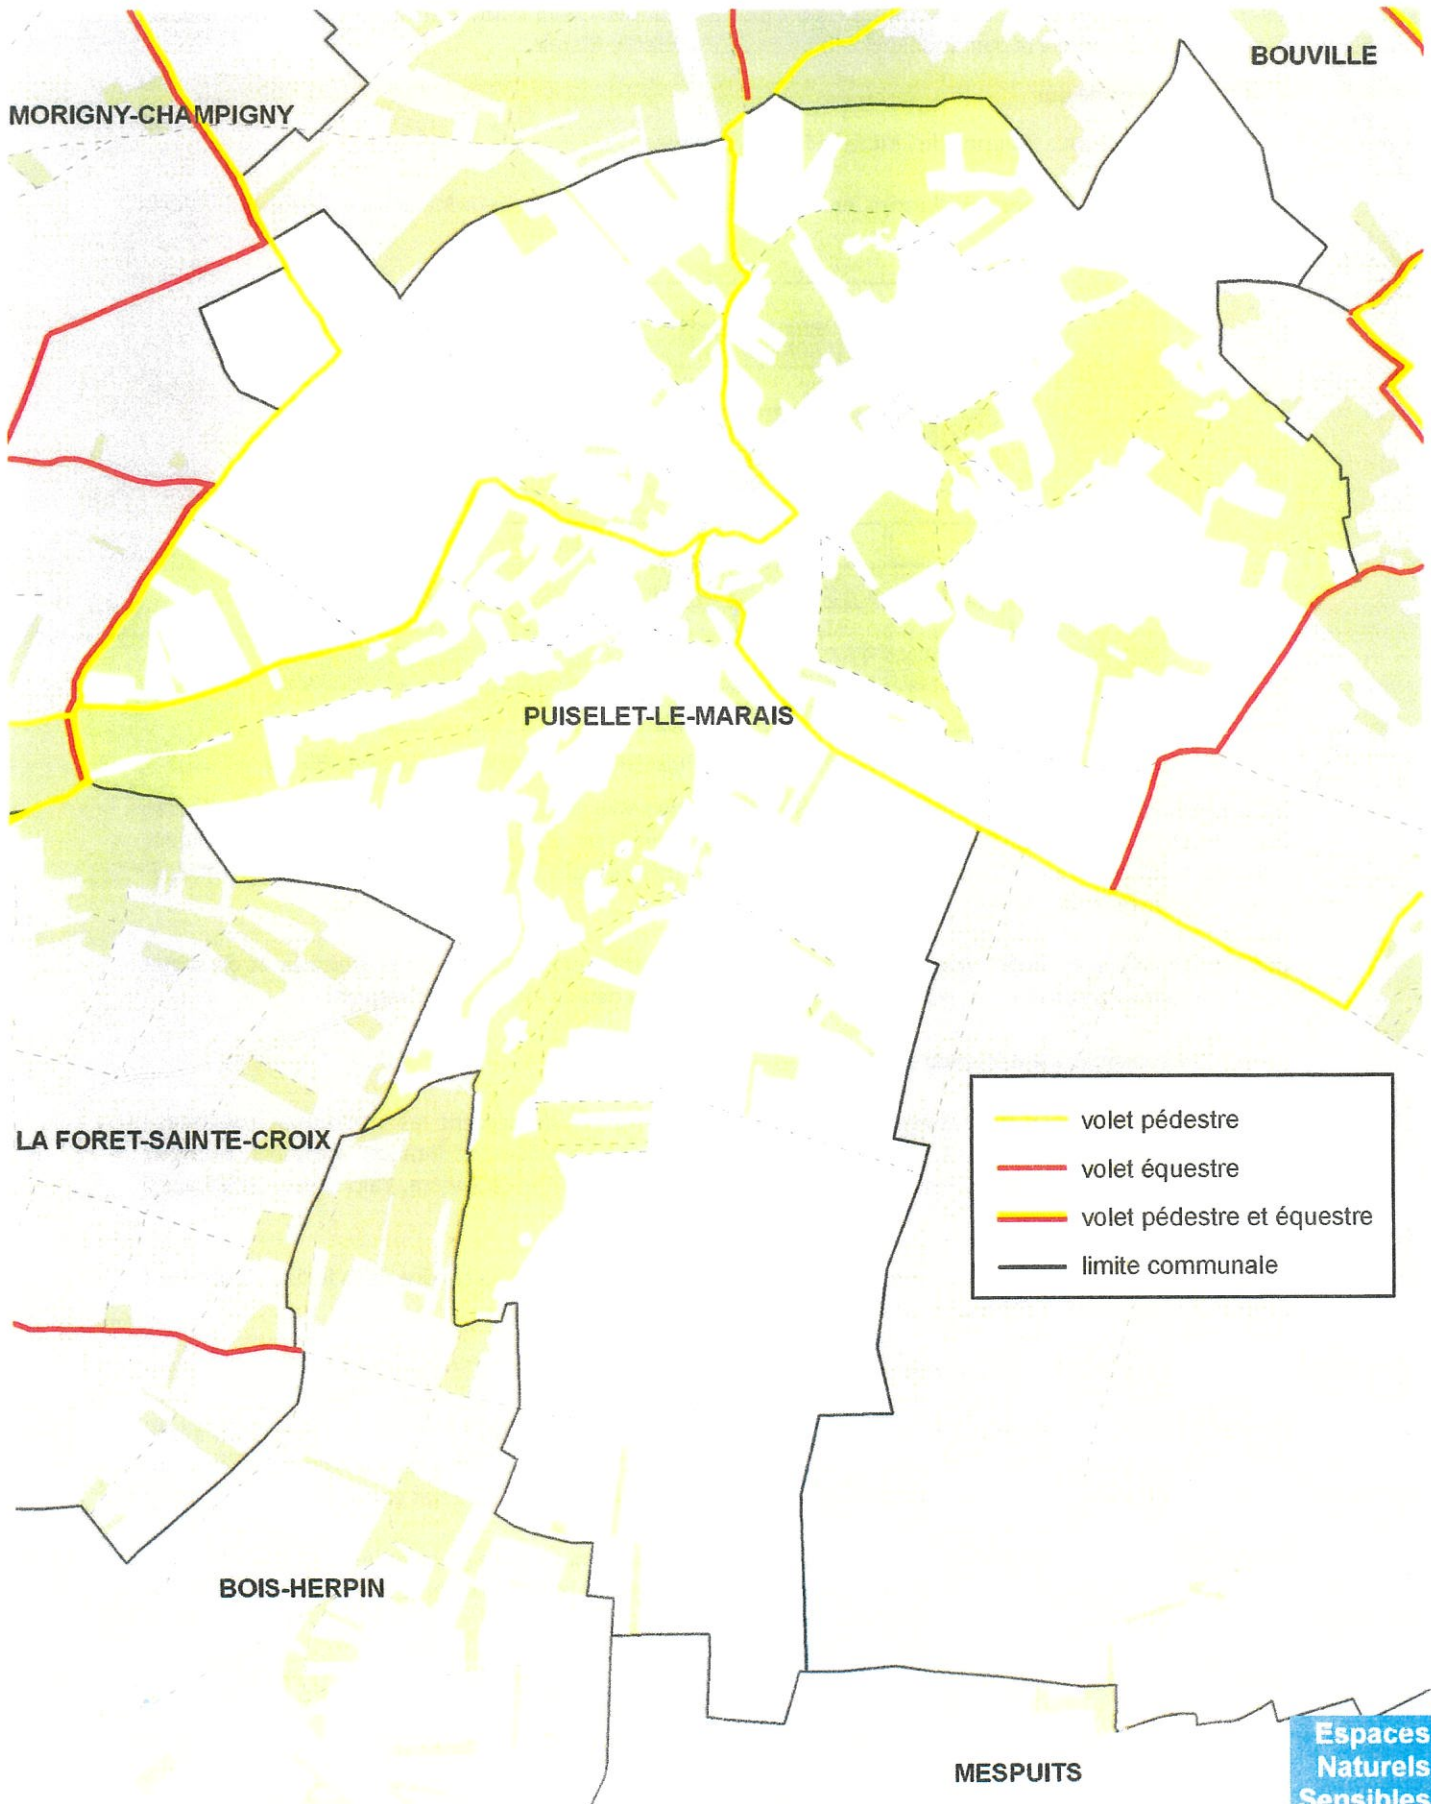 BOUVILLE
MORIGNY-CHAMPIGNY
PUISELET-LE-MARAIS
LA FORET-SAINTE-CROIX
volet pédestre
volet équestre
volet pédestre et équestre
limite communale
BOIS-HERPIN
MESPUITS
Espaces
Naturels
Sensibles